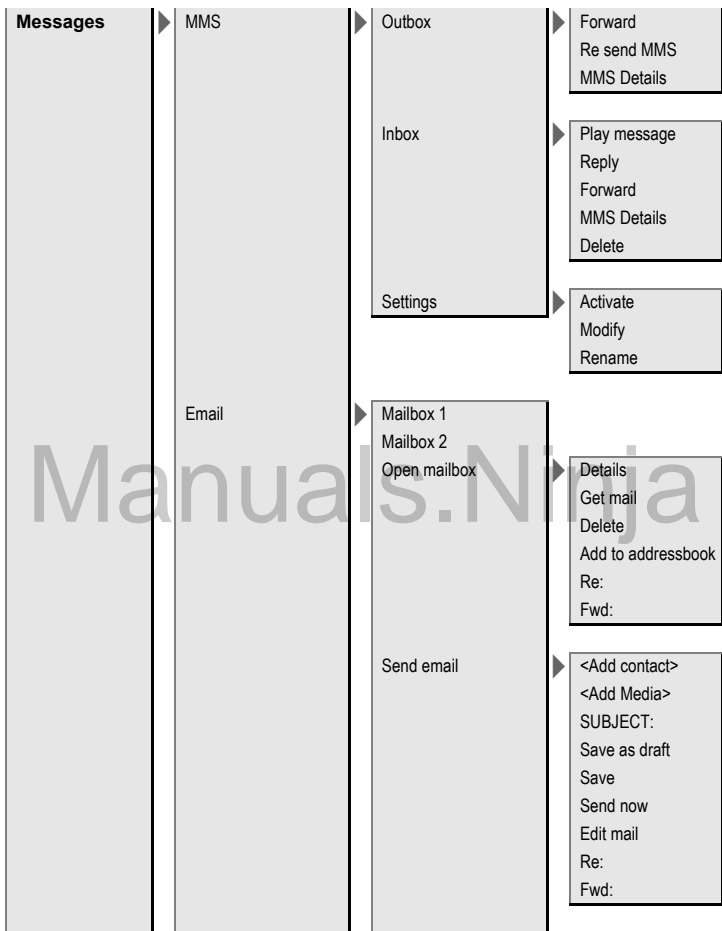 Messages
MMS
Outbox
Forward
Re send MMS
MMS Details
Inbox
Play message
Reply
Forward
MMS Details
Delete
Settings
Activate
Modify
Rename
Email
Mailbox 1
Mailbox 2
Open mailbox
Details
Get mail
Delete
Add to addressbook
Re:
Fwd:
Send email
<Add contact>
<Add Media>
SUBJECT:
Save as draft
Save
Send now
Edit mail
Re:
Fwd:
Manuals.Ninja